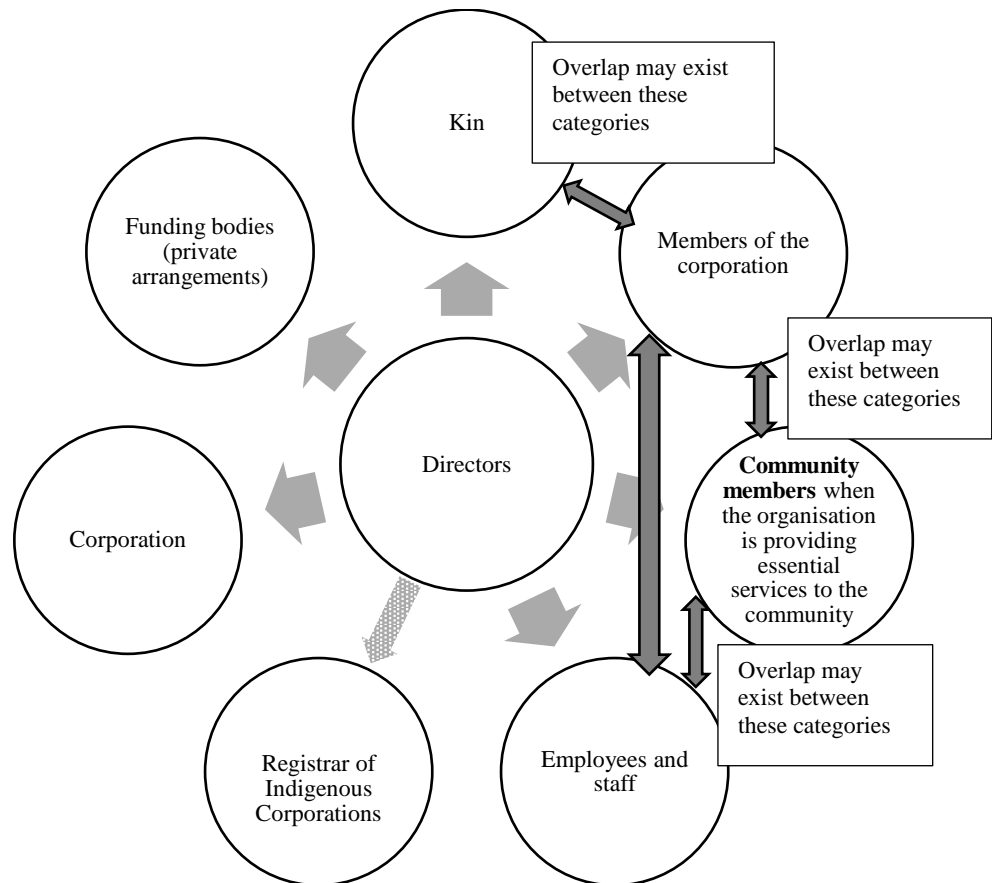 Kin
Overlap may exist
between these
categories
Funding bodies
(private
arrangements)
Members of the
corporation
Overlap may
exist between
these categories
Directors
Corporation
Community
members when
the organisation
is providing
essential
services to the
community
Overlap may
exist between
these categories
Registrar of
Indigenous
Corporations
Employees and
staff